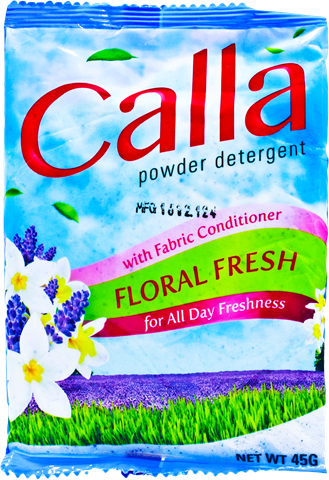 Calla
powder detergent
with Fabric Conditioner
FLORAL FRESH
for All Day Freshness
NET WT 45G